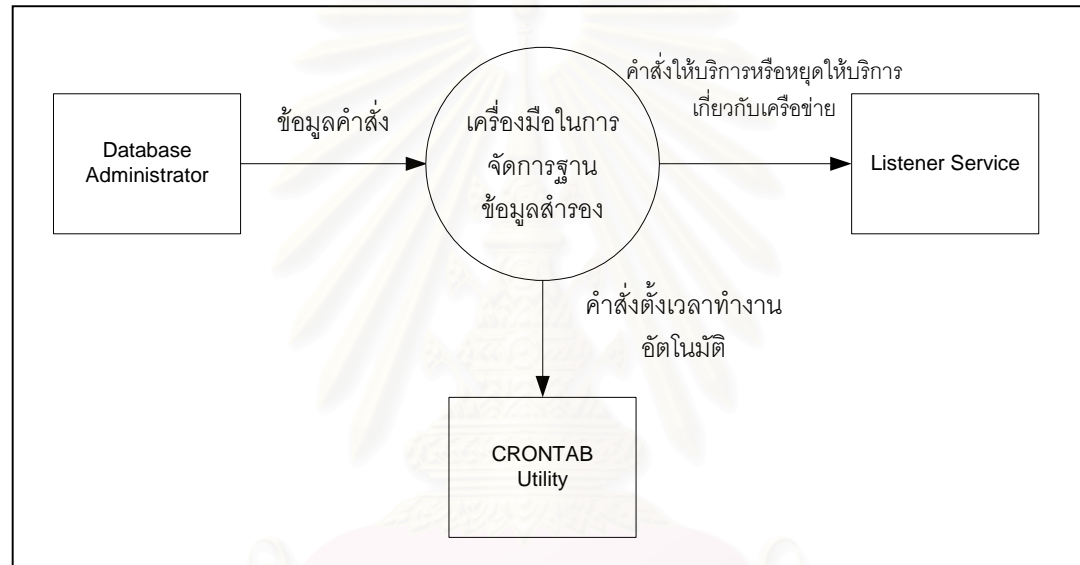 Database
Administrator
ข้อมูลคำสั่ง
เครื่องมือในการ
จัดการฐาน
ข้อมูลสำรอง
คำสั่งให้บริการหรือหยุดให้บริการ
เกี่ยวกับเครือข่าย
Listener Service
คำสั่งตั้งเวลาทำงาน
อัตโนมัติ
CRONTAB
Utility